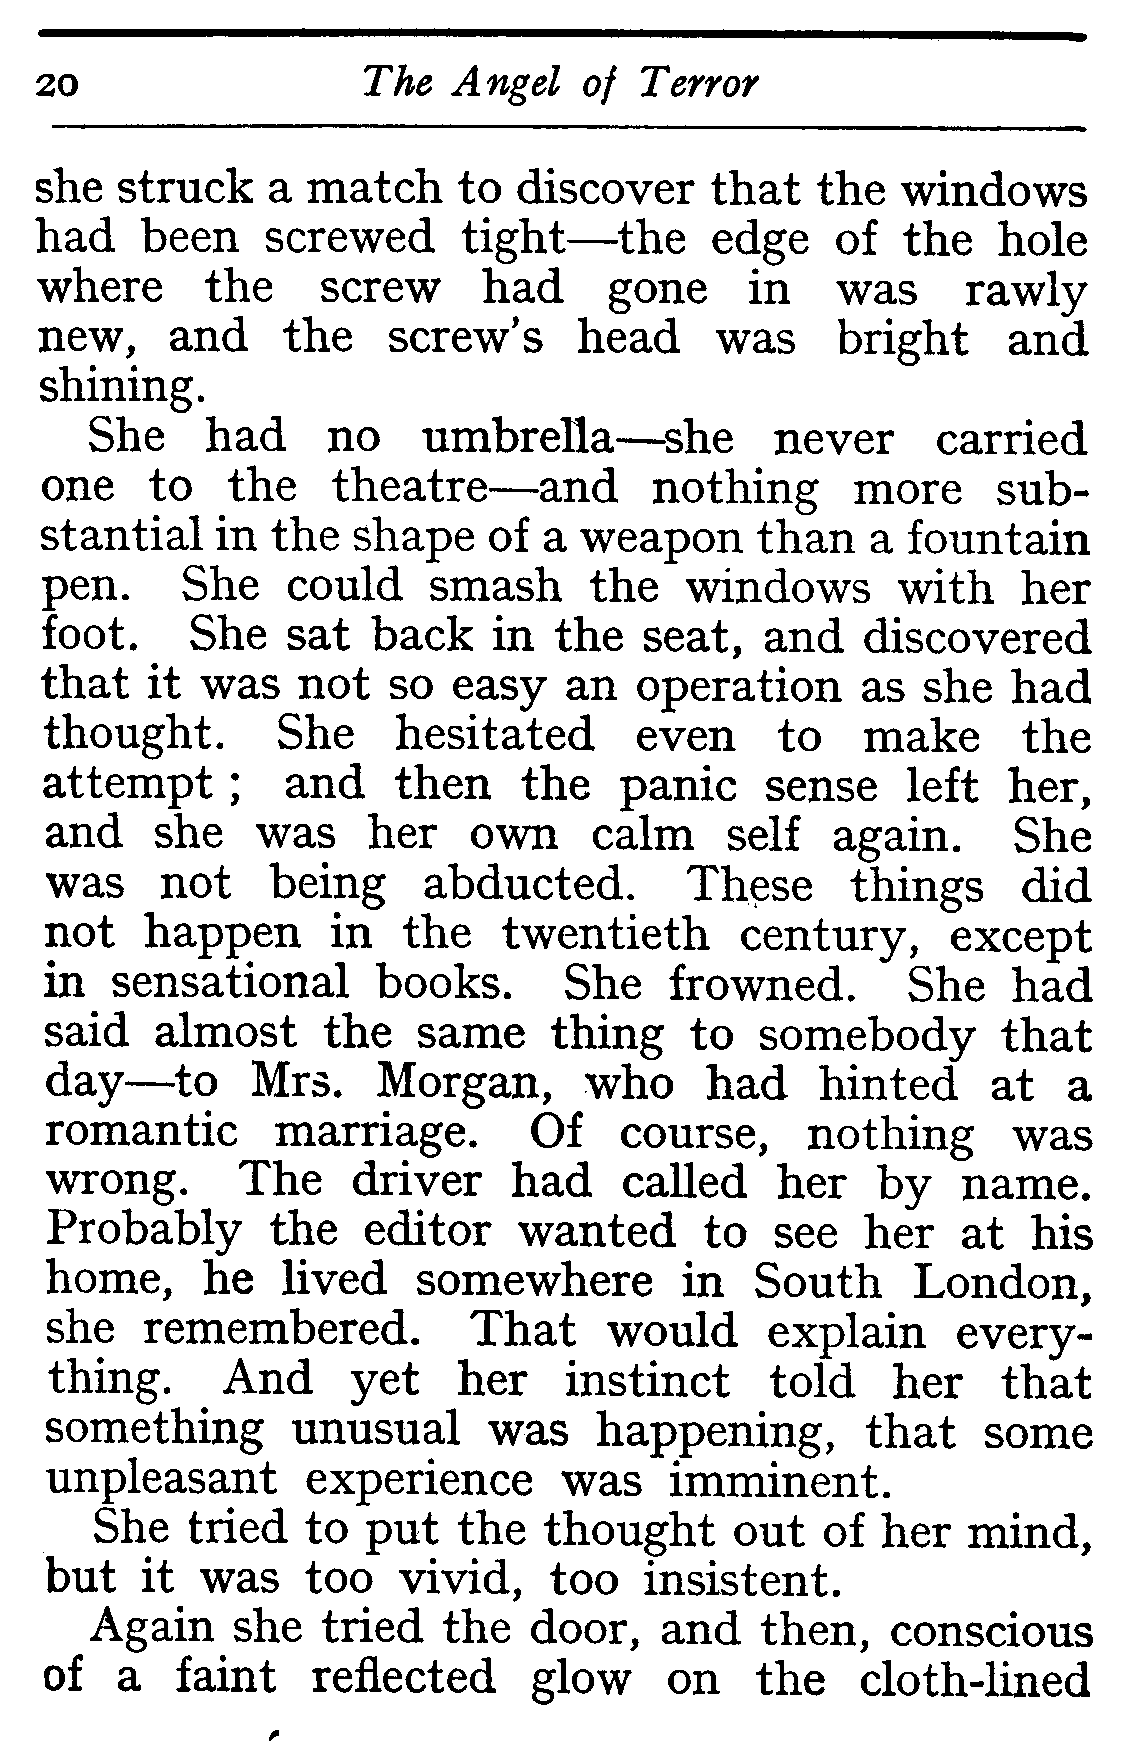 20 The Angel of Terror
she struck a match to discover that the windows
had been screwed tight—the edge of the hole
where the screw had gone in was rawly
new, and the screw's head was bright and
shining.
She had no umbrella—she never carried
one to the theatre—and nothing more sub-
stantial in the shape of a weapon than a fountain
pen. She could smash the windows with her
foot. She sat back in the seat, and discovered
that it was not so easy an operation as she had
thought. She hesitated even to make the
attempt ; and then the panic sense left her,
and she was her own calm self again. She
was not being abducted. These things did
not happen in the twentieth century, except
in sensational books. She frowned. She had
said almost the same thing to somebody that
day—to Mrs. Morgan, who had hinted at a
romantic marriage. Of course, nothing was
wrong. The driver had called her by name.
Probably the editor wanted to see her at his
home, he lived somewhere in South London,
she remembered. That would explain every-
thing. And yet her instinct told her that
something unusual was happening, that some
unpleasant experience was imminent.
She tried to put the thought out of her mind,
but it was too vivid, too insistent.
Again she tried the door, and then, conscious
of a faint reflected glow on the cloth-lined